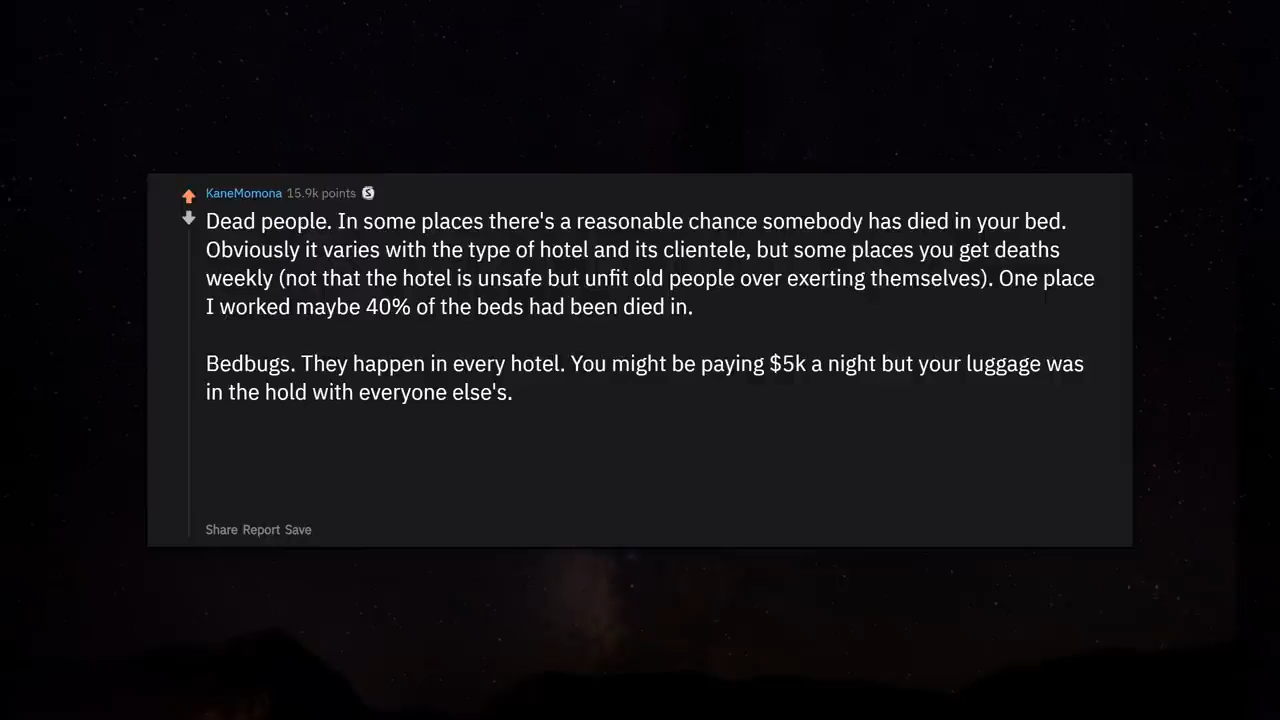 KaneMomona 15.9k points
Dead people. In some places there's a reasonable chance somebody has died in your bed.
Obviously it varies with the type of hotel and its clientele, but some places you get deaths
weekly (not that the hotel is unsafe but unfit old people over exerting themselves). One place
I worked maybe 40% of the beds had been died in.
Bedbugs. They happen in every hotel. You might be paying $5k a night but your luggage was
in the hold with everyone else's.
Share Report Save